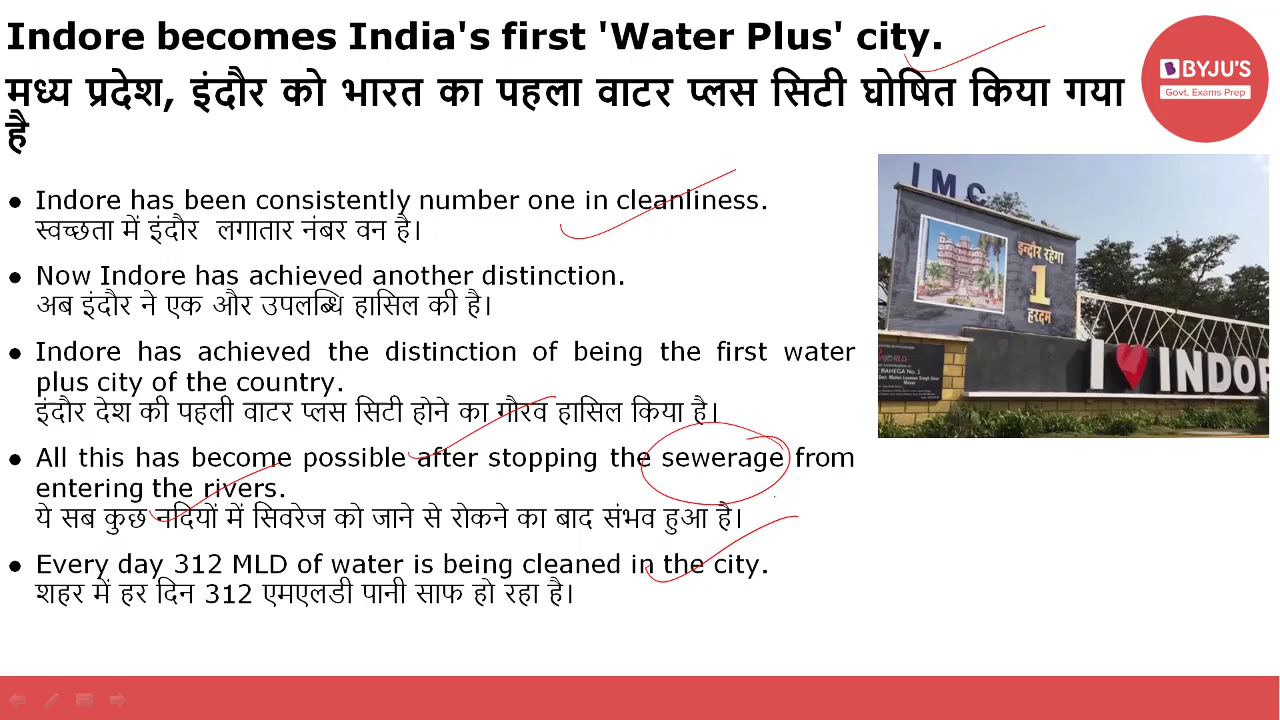 Indore becomes India's first 'Water Plus' city.
मध्य प्रदेश, इंदौर को भारत का पहला वाटर प्लस सिटी घोषित किया गया
है
BYJU'S
Govt. Exams Prep
• Indore has been consistently number one in cleanliness.
स्वच्छता में इंदौर लगातार नंबर वन है।
• Now Indore has achieved another distinction.
अब इंदौर ने एक और उपलब्धि हासिल की है।
• Indore has achieved the distinction of being the first water
plus city of the country.
इंदौर देश की पहली वाटर प्लस सिटी होने का गौरव हासिल किया है।
• All this has become possible after stopping the sewerage from
entering the rivers.
ये सब कुछ नदियों में सिवरेज को जाने से रोकने का बाद संभव हुआ है।
• Every day 312 MLD of water is being cleaned in the city.
शहर में हर दिन 312 एमएलडी पानी साफ हो रहा है।
IMC
इन्दौर रहेगा
1
हरदम
RAHEGA No. 1
I ♥ INDOR